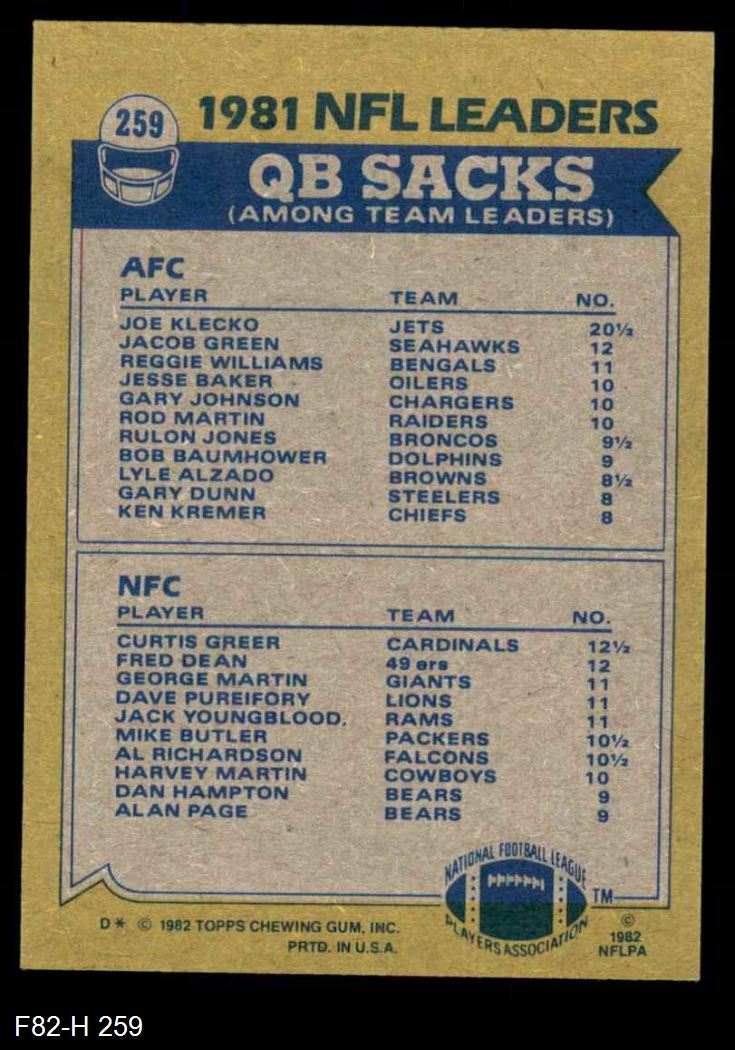 259 1981 NFL LEADERS
QB SACKS
(AMONG TEAM LEADERS)
AFC
PLAYER TEAM NO.
JOE KLECKO JETS 20½
JACOB GREEN SEAHAWKS 12
REGGIE WILLIAMS BENGALS 11
JESSE BAKER OILERS 10
GARY JOHNSON CHARGERS 10
ROD MARTIN RAIDERS 10
RULON JONES BRONCOS 9½
BOB BAUMHOWER DOLPHINS 9
LYLE ALZADO BROWNS 8½
GARY DUNN STEELERS 8
KEN KREMER CHIEFS 8
NFC
PLAYER TEAM NO.
CURTIS GREER CARDINALS 12½
FRED DEAN 49 ers 12
GEORGE MARTIN GIANTS 11
DAVE PUREIFORY LIONS 11
JACK YOUNGBLOOD. RAMS 11
MIKE BUTLER PACKERS 10½
AL RICHARDSON FALCONS 10½
HARVEY MARTIN COWBOYS 10
DAN HAMPTON BEARS 9
ALAN PAGE BEARS 9
NATIONAL FOOTBALL LEAGUE
PLAYERS ASSOCIATION
TM
D* © 1982 TOPPS CHEWING GUM, INC.
PRTD. IN U.S.A.
©
1982
NFLPA
F82-H 259